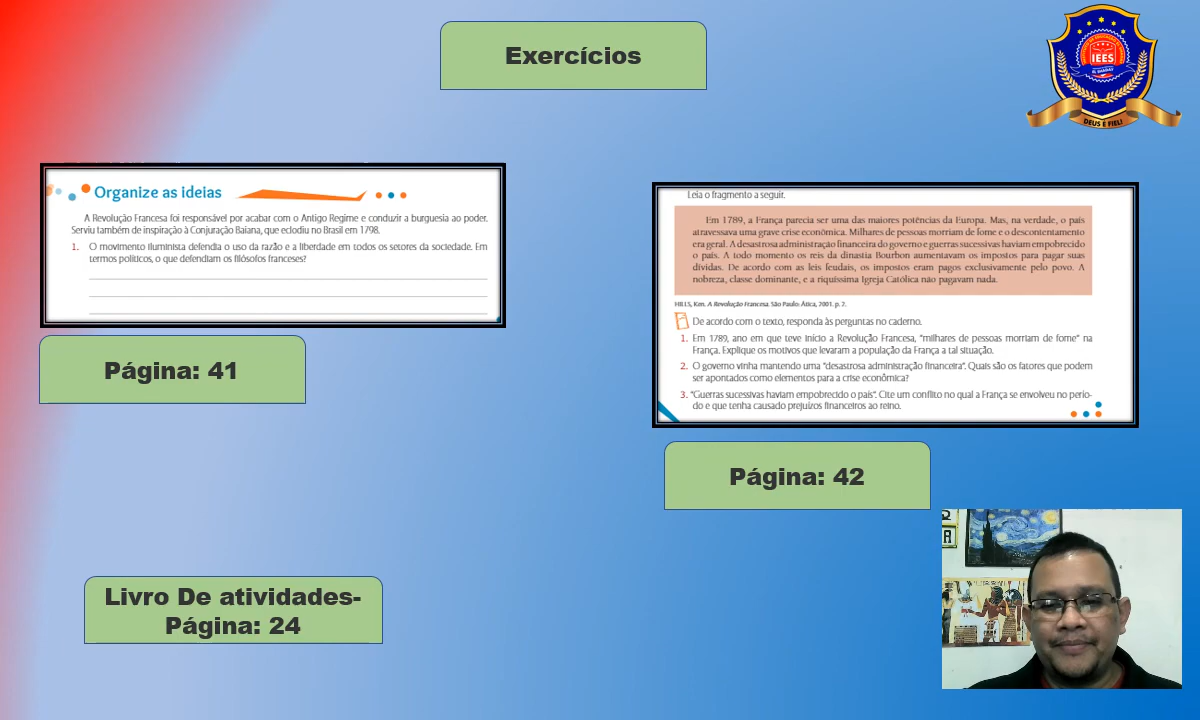 Exercícios
IEES
DEUS É FIEL!
Organize as ideias
A Revolução Francesa foi responsável por acabar com o Antigo Regime e conduzir a burguesia ao poder.
Serviu também de inspiração à Conjuração Baiana, que eclodiu no Brasil em 1798.
1. O movimento iluminista defendia o uso da razão e a liberdade em todos os setores da sociedade. Em
termos políticos, o que defendiam os filósofos franceses?
Página: 41
Leia o fragmento a seguir.
Em 1789, a França parecia ser uma das maiores potências da Europa. Mas, na verdade, o país
atravessava uma grave crise econômica. Milhares de pessoas morriam de fome e o descontentamento
era geral. A desastrosa administração financeira do governo e guerras sucessivas haviam empobrecido
o país. A todo momento os reis da dinastia Bourbon aumentavam os impostos para pagar suas
dívidas. De acordo com as leis feudais, os impostos eram pagos exclusivamente pelo povo. A
nobreza, classe dominante, e a riquíssima Igreja Católica não pagavam nada.
HILLS, Ken. A Revolução Francesa. São Paulo: Ática, 2001. p. 7.
De acordo com o texto, responda às perguntas no caderno.
1. Em 1789, ano em que teve início a Revolução Francesa, "milhares de pessoas morriam de fome" na
França. Explique os motivos que levaram a população da França a tal situação.
2. O governo vinha mantendo uma "desastrosa administração financeira". Quais são os fatores que podem
ser apontados como elementos para a crise econômica?
3. "Guerras sucessivas haviam empobrecido o país". Cite um conflito no qual a França se envolveu no perío-
do e que tenha causado prejuízos financeiros ao reino.
Página: 42
Livro De atividades-
Página: 24